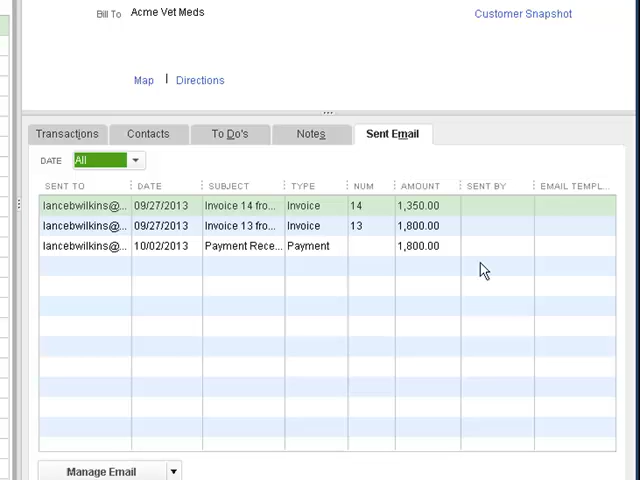 Bill To Acme Vet Meds Customer Snapshot
Map | Directions
Transactions Contacts To Do's Notes Sent Email
DATE All
SENT TO DATE SUBJECT TYPE NUM AMOUNT SENT BY EMAIL TEMPL...
lancebwilkins@... 09/27/2013 Invoice 14 fro... Invoice 14 1,350.00
lancebwilkins@... 09/27/2013 Invoice 13 fro... Invoice 13 1,800.00
lancebwilkins@... 10/02/2013 Payment Rece... Payment 1,800.00
Manage Email